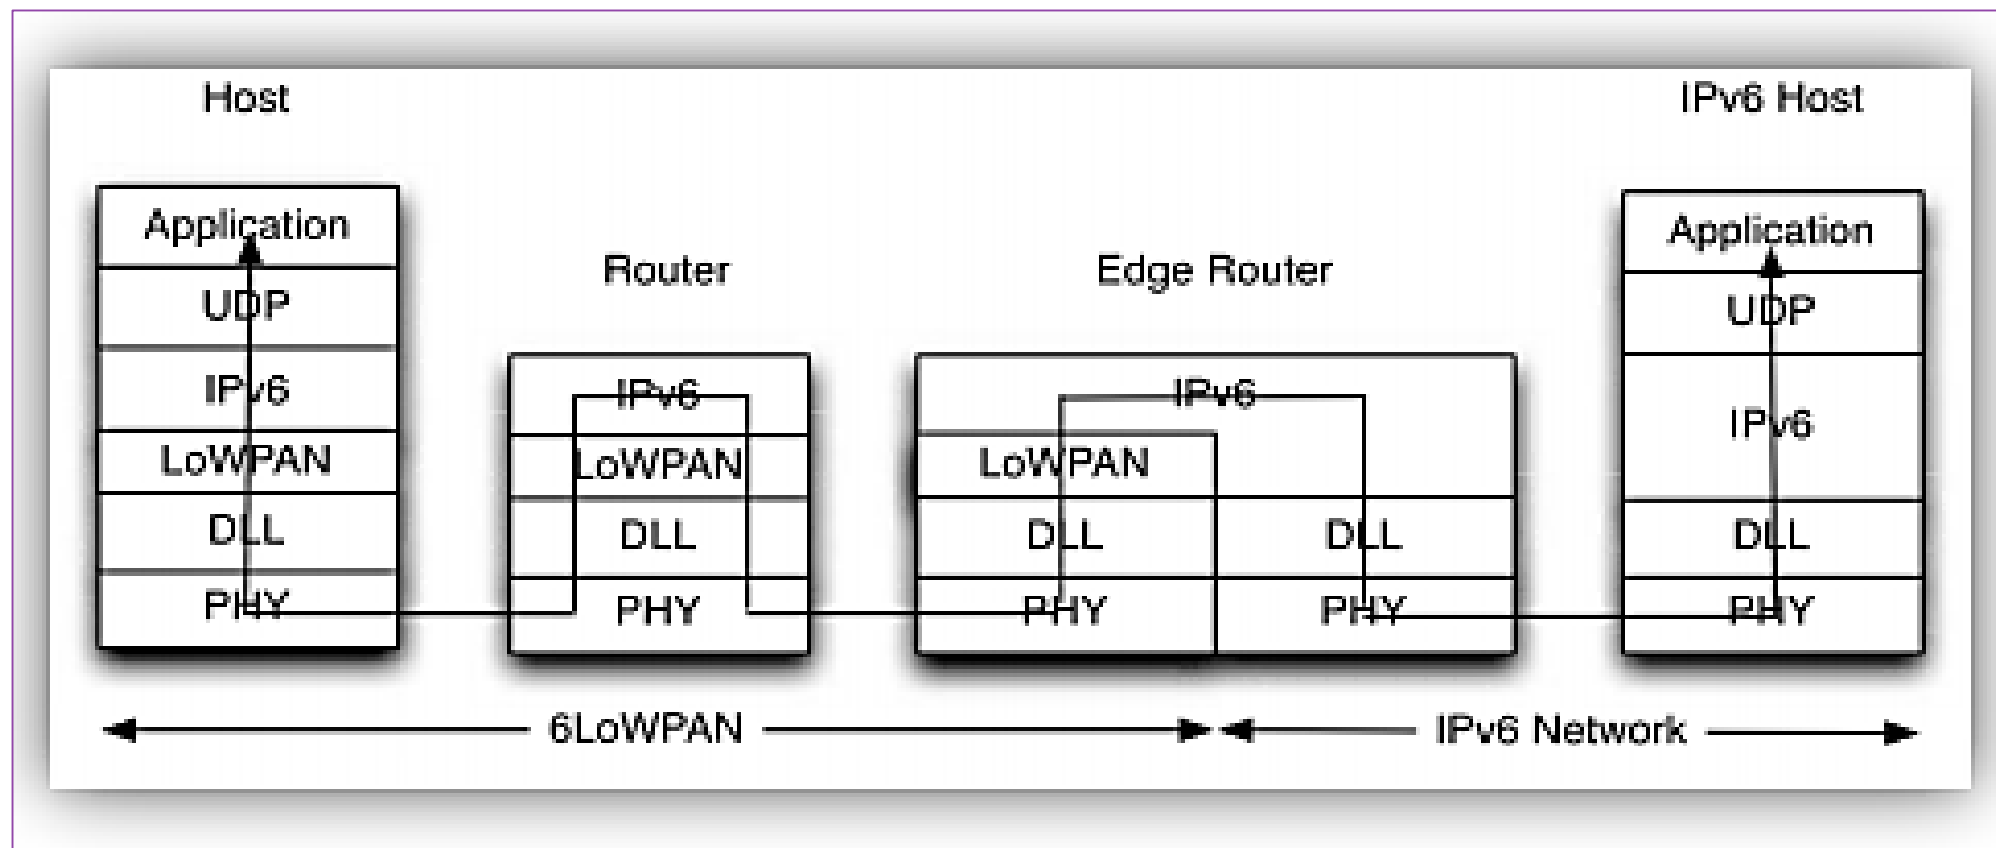 Host
IPv6 Host
Application
UDP
IPv6
LoWPAN
DLL
PHY
Router
IPv6
LoWPAN
DLL
PHY
Edge Router
IPv6
LoWPAN
DLL
DLL
PHY
PHY
Application
UDP
IPv6
DLL
PHY
6LoWPAN
IPv6 Network